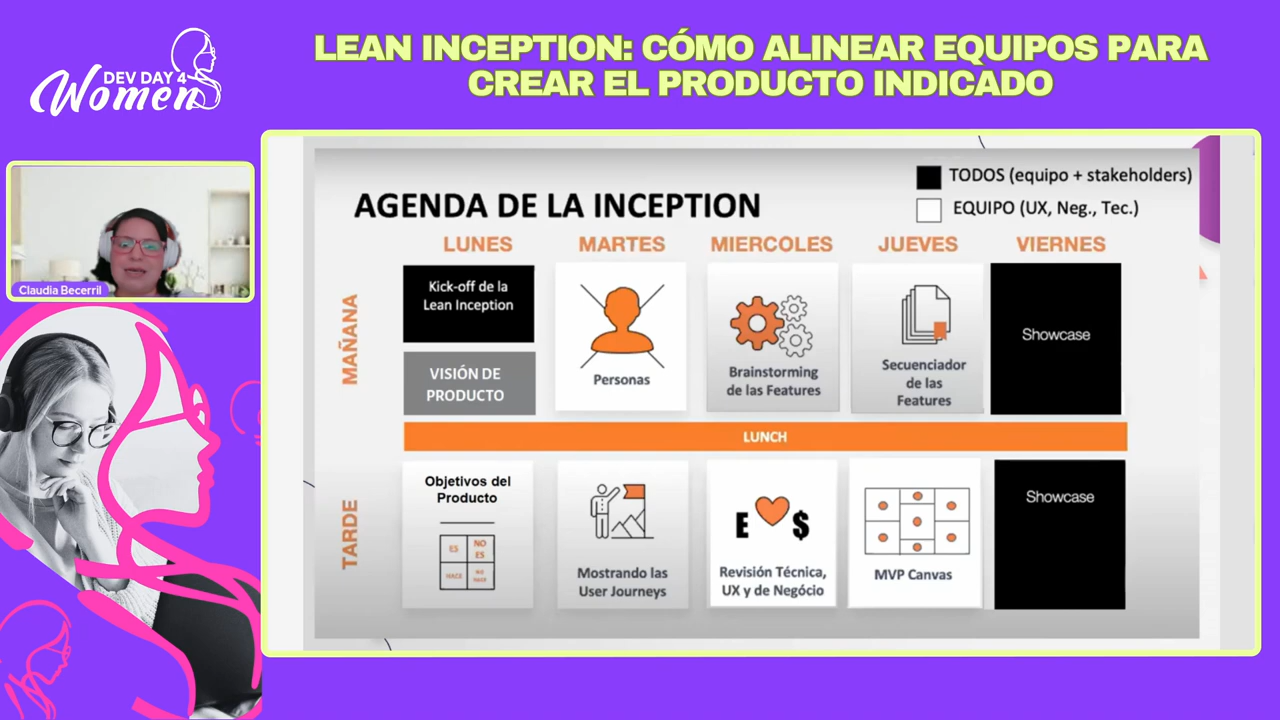 DEV DAY 4
Women
LEAN INCEPTION: CÓMO ALINEAR EQUIPOS PARA
CREAR EL PRODUCTO INDICADO
Claudia Becerril
AGENDA DE LA INCEPTION
TODOS (equipo + stakeholders)
EQUIPO (UX, Neg., Tec.)
LUNES
MARTES
MIERCOLES
JUEVES
VIERNES
MAÑANA
Kick-off de la
Lean Inception
VISIÓN DE
PRODUCTO
Personas
Brainstorming
de las Features
Secuenciador
de las
Features
Showcase
LUNCH
TARDE
Objetivos del
Producto
ES
NO
ES
HACE
NO
HACE
Mostrando las
User Journeys
E $
Revisión Técnica,
UX y de Negócio
MVP Canvas
Showcase